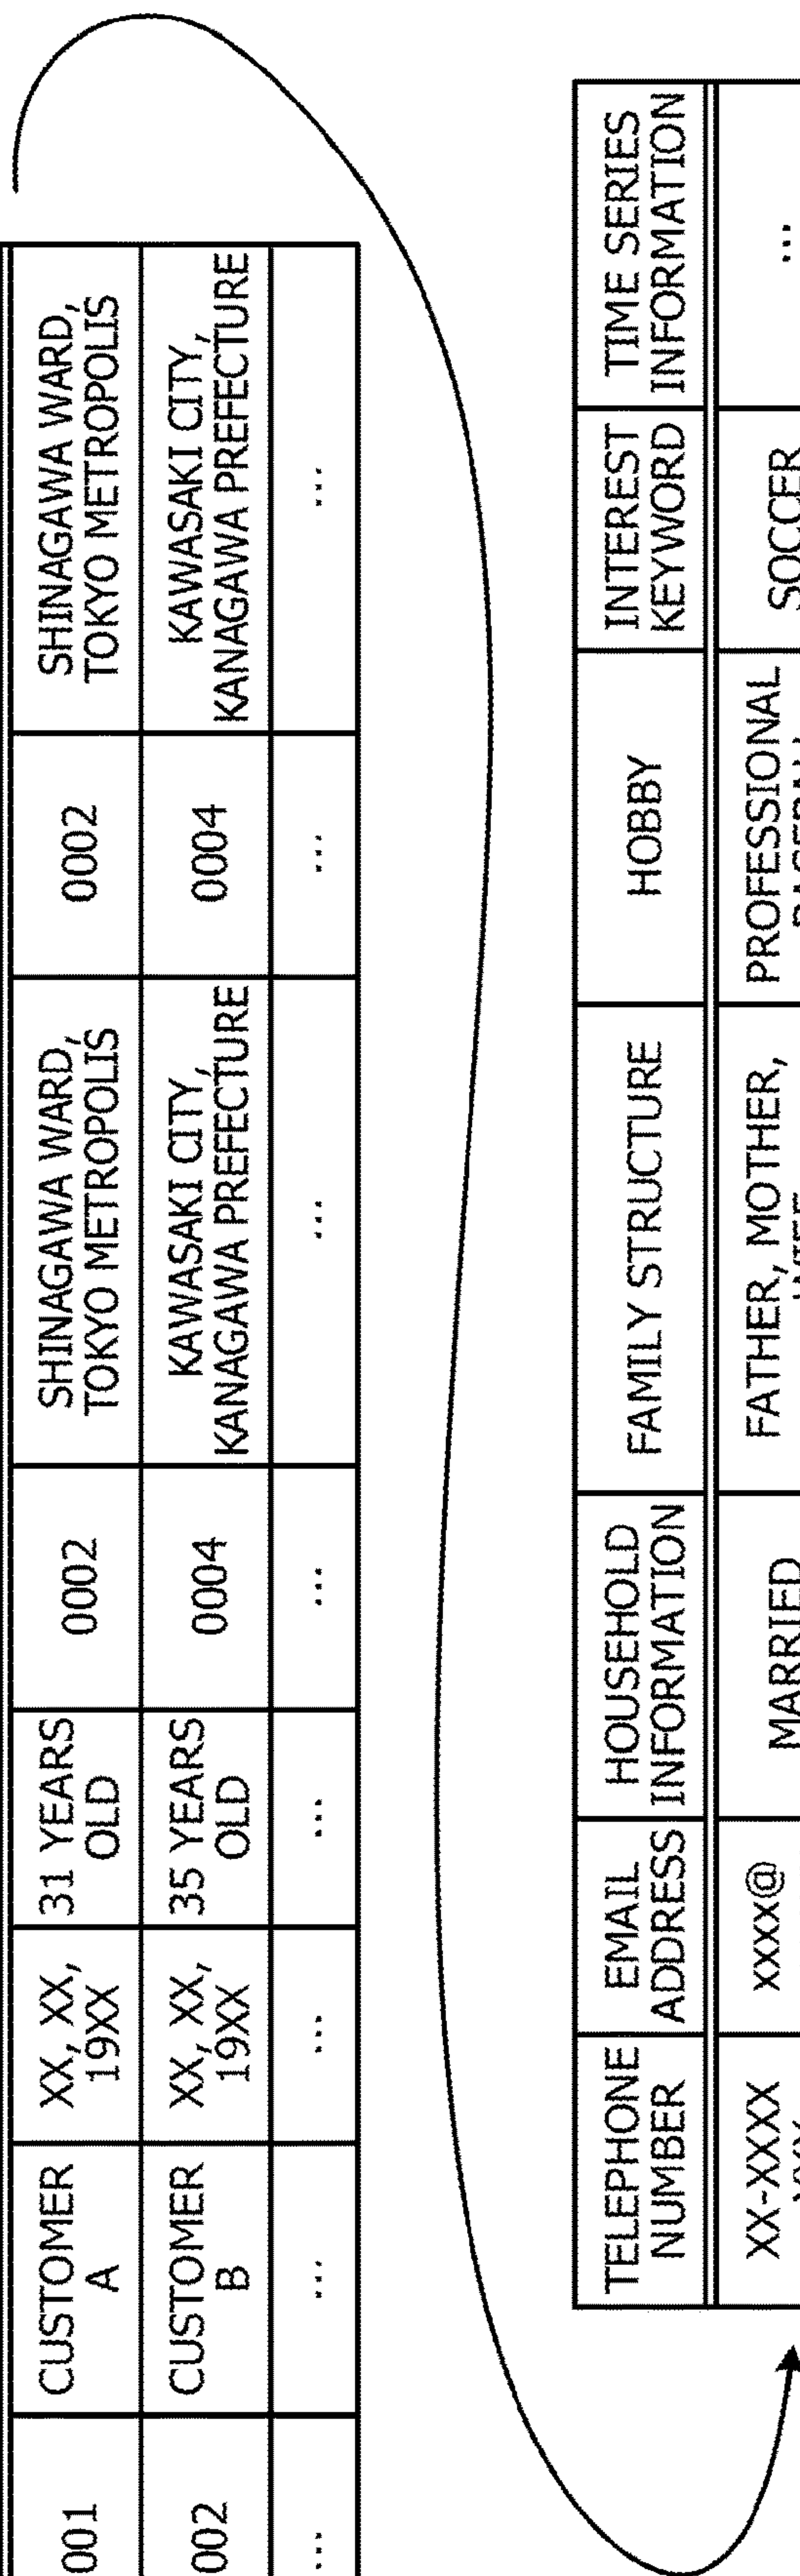 001
CUSTOMER
A
XX, XX,
19XX
31 YEARS
OLD
0002
SHINAGAWA WARD,
TOKYO METROPOLIS
0002
SHINAGAWA WARD,
TOKYO METROPOLIS
002
CUSTOMER
B
XX, XX,
19XX
35 YEARS
OLD
0004
KAWASAKI CITY,
KANAGAWA PREFECTURE
0004
KAWASAKI CITY,
KANAGAWA PREFECTURE
...
...
...
...
...
...
...
...
TELEPHONE
NUMBER
EMAIL
ADDRESS
HOUSEHOLD
INFORMATION
FAMILY STRUCTURE
HOBBY
INTEREST
KEYWORD
TIME SERIES
INFORMATION
XX-XXXX
xxxx@
MARRIED
FATHER, MOTHER,
PROFESSIONAL
SOCCER
...